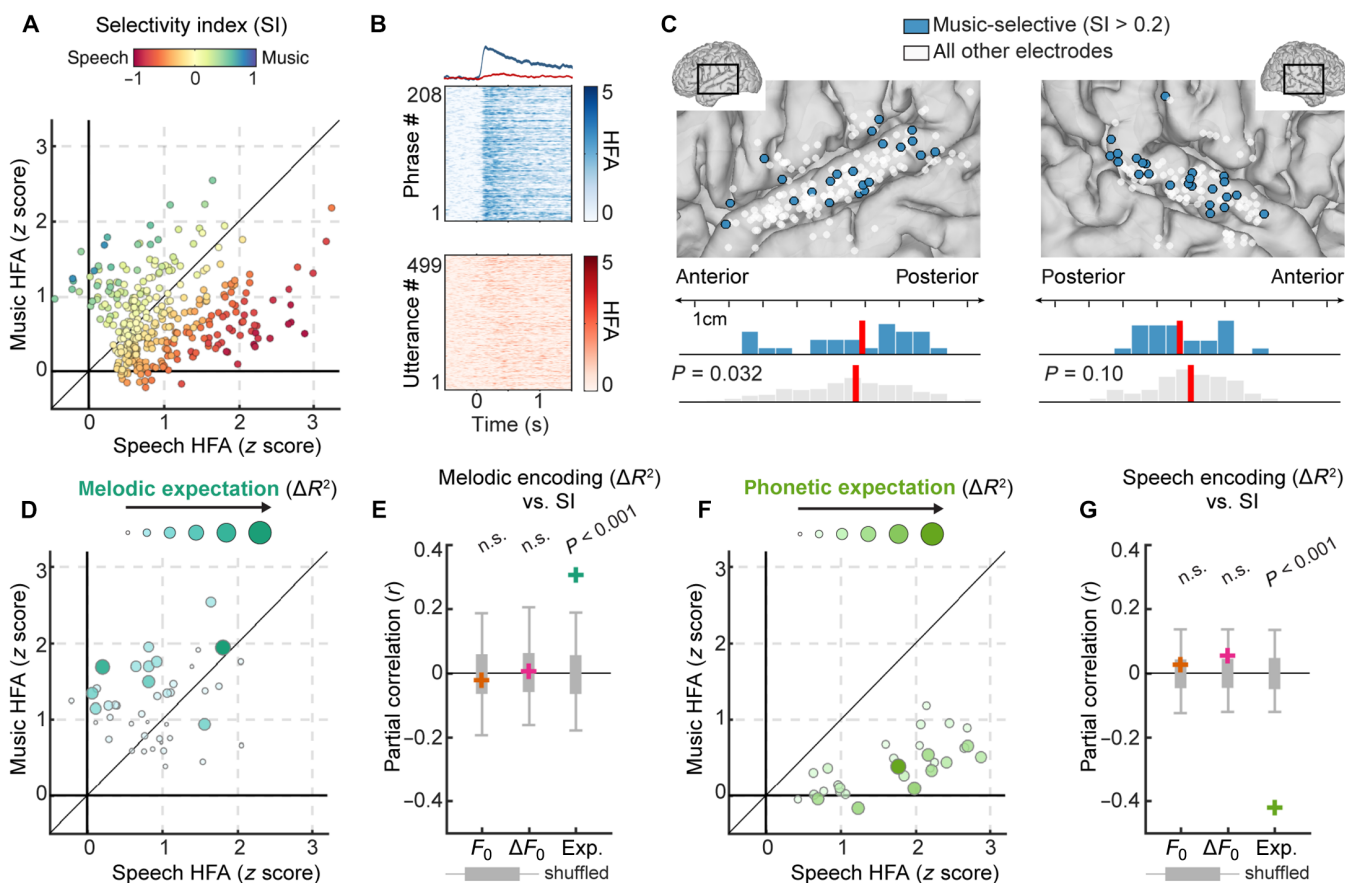 A
Selectivity index (SI)
Speech Music
−1 0 1
Music HFA (z score)
3
2
1
0
0 1 2 3
Speech HFA (z score)
B
208
Phrase #
1
5
HFA
0
499
Utterance #
1
5
HFA
0
0 1
Time (s)
C
Music-selective (SI > 0.2)
All other electrodes
Anterior Posterior
1cm
P = 0.032
Posterior Anterior
P = 0.10
D
Melodic expectation (ΔR²)
Music HFA (z score)
3
2
1
0
0 1 2 3
Speech HFA (z score)
E
Melodic encoding (ΔR²)
vs. SI
n.s. n.s. P < 0.001
Partial correlation (r)
0.4
0.2
0
−0.2
−0.4
F₀ ΔF₀ Exp.
shuffled
F
Phonetic expectation (ΔR²)
Music HFA (z score)
3
2
1
0
0 1 2 3
Speech HFA (z score)
G
Speech encoding (ΔR²)
vs. SI
n.s. n.s. P < 0.001
Partial correlation (r)
0.4
0.2
0
−0.2
−0.4
F₀ ΔF₀ Exp.
shuffled